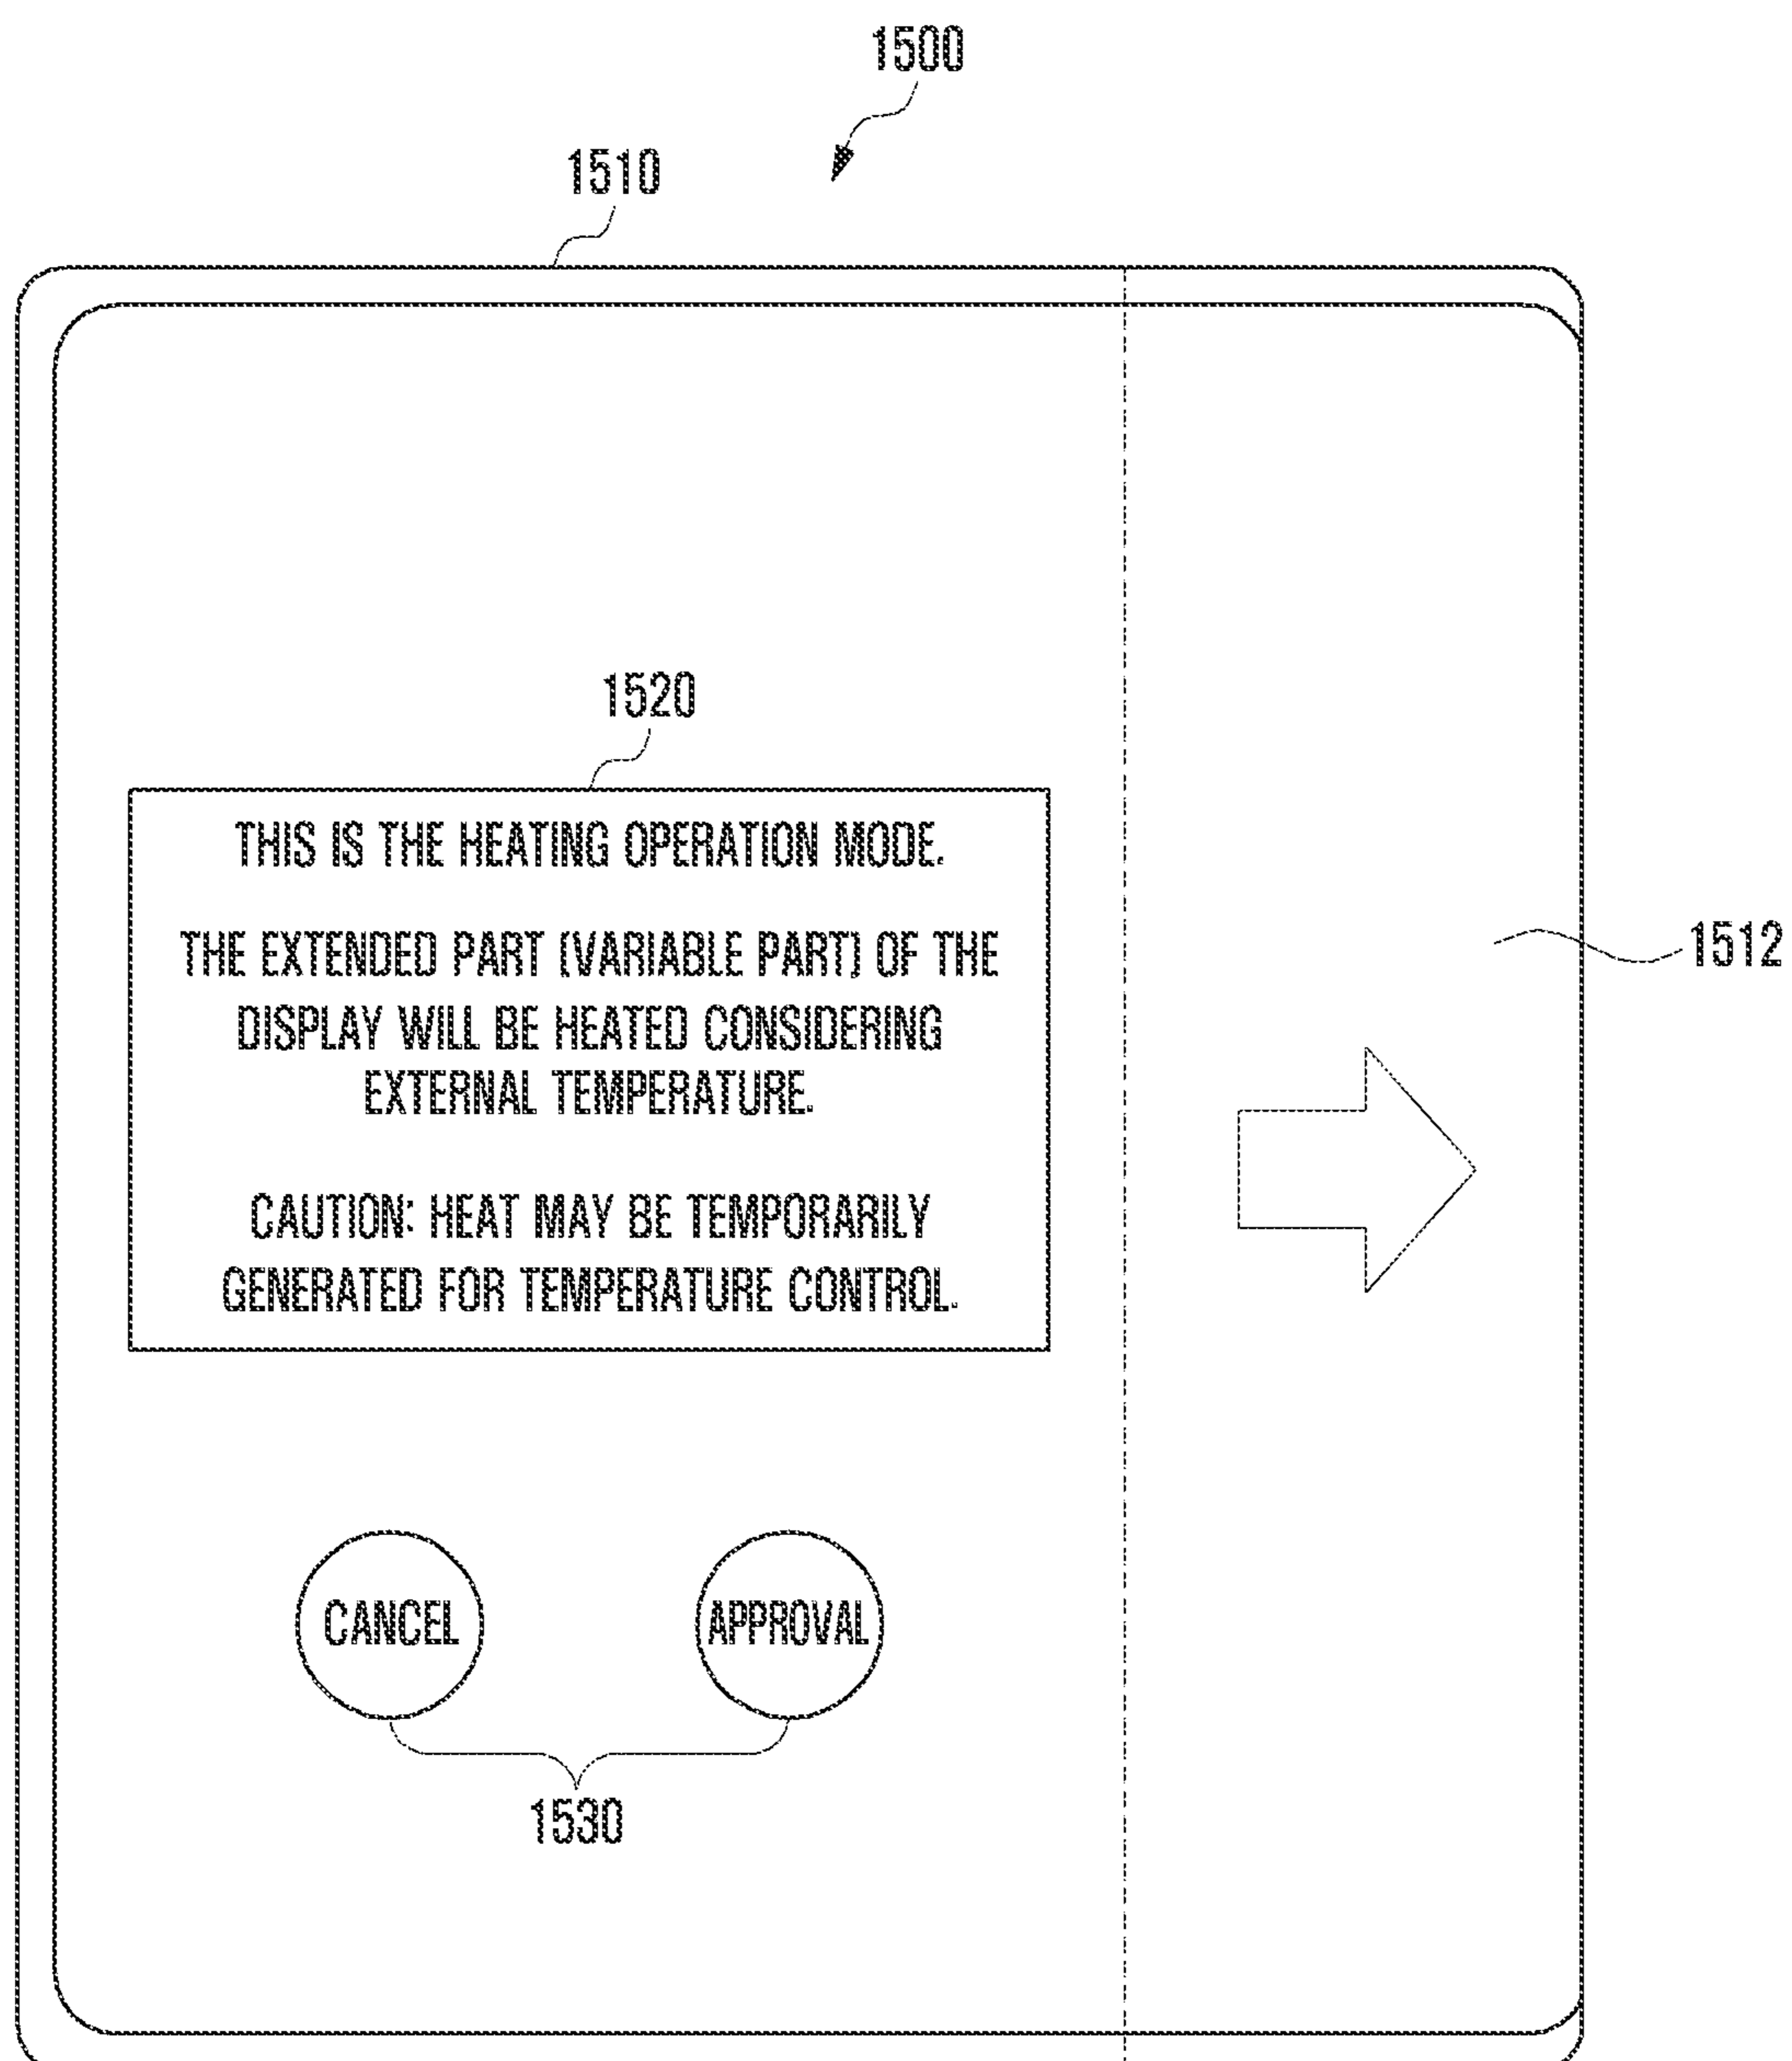 1500
1510
1520
THIS IS THE HEATING OPERATION MODE.
THE EXTENDED PART (VARIABLE PART) OF THE
DISPLAY WILL BE HEATED CONSIDERING
EXTERNAL TEMPERATURE.
CAUTION: HEAT MAY BE TEMPORARILY
GENERATED FOR TEMPERATURE CONTROL.
1512
CANCEL
APPROVAL
1530